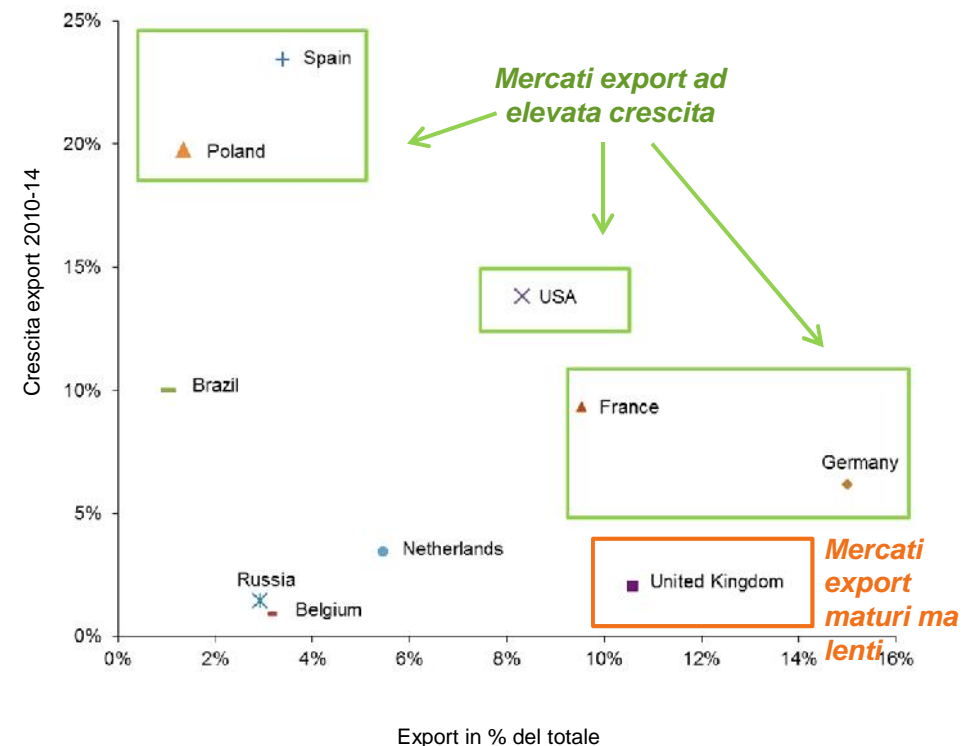 25%
Spain
Mercati export ad
elevata crescita
20%
Poland
Crescita export 2010-14
15%
USA
10%
Brazil
France
Germany
5%
Netherlands
Mercati
export
maturi ma
lenti
United Kingdom
Russia
Belgium
0%
0%
2%
4%
6%
8%
10%
12%
14%
16%
Export in % del totale